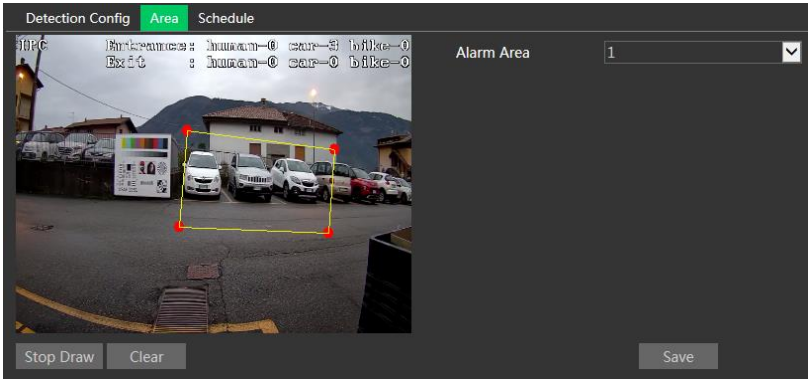 Detection Config Area Schedule
IPC Entrance: human-0 car-3 bike-0
Exit : human-0 car-0 bike-0
Alarm Area 1
Stop Draw Clear Save